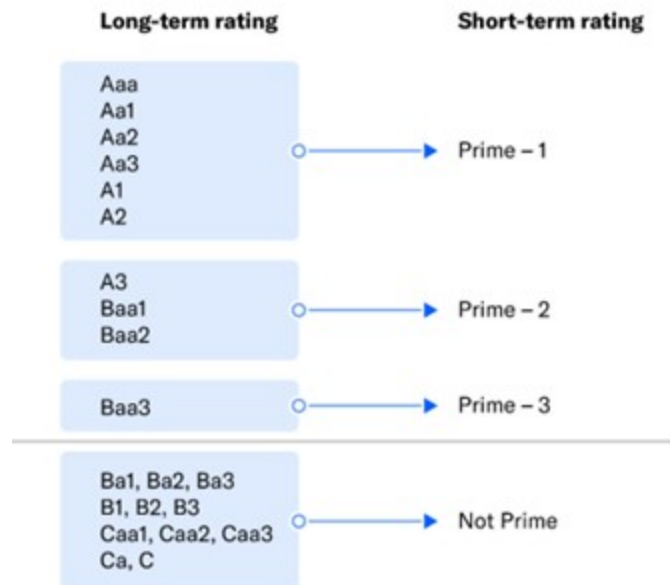 Long-term rating Short-term rating
Aaa
Aa1
Aa2
Aa3
A1
A2
Prime – 1
A3
Baa1
Baa2
Prime – 2
Baa3
Prime – 3
Ba1, Ba2, Ba3
B1, B2, B3
Caa1, Caa2, Caa3
Ca, C
Not Prime